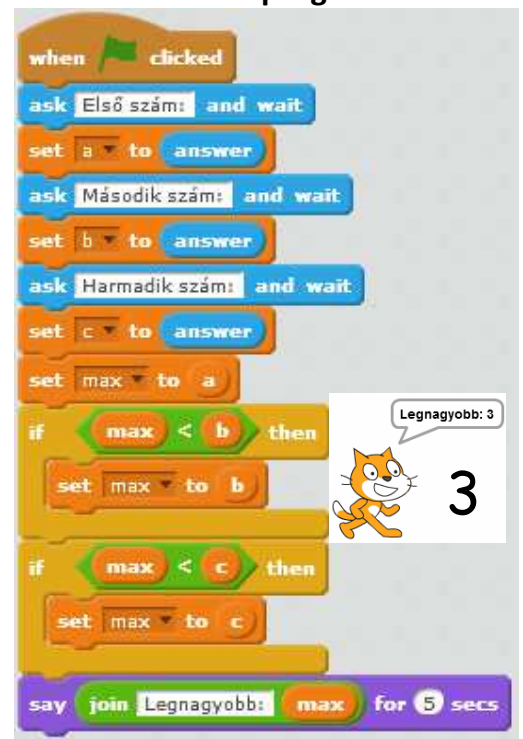 when clicked
ask Első szám: and wait
set a to answer
ask Második szám: and wait
set b to answer
ask Harmadik szám: and wait
set c to answer
set max to a
if max < b then
set max to b
if max < c then
set max to c
say join Legnagyobb: max for 5 secs
Legnagyobb: 3
3